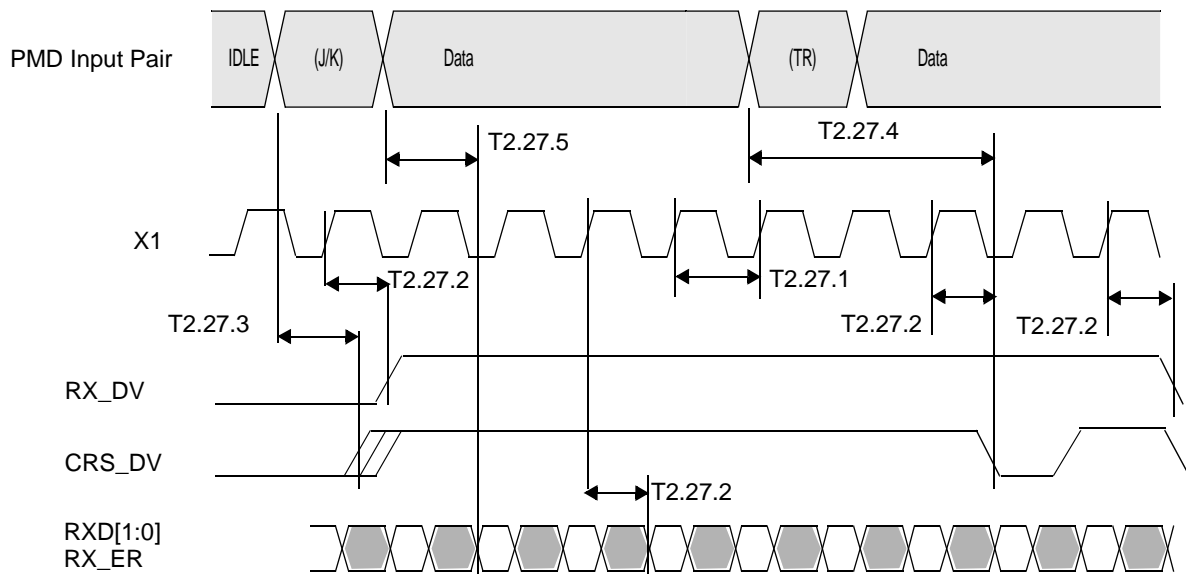 PMD Input Pair
IDLE
(J/K)
Data
(TR)
Data
T2.27.5
T2.27.4
X1
T2.27.2
T2.27.1
T2.27.3
T2.27.2
T2.27.2
RX_DV
CRS_DV
T2.27.2
RXD[1:0]
RX_ER